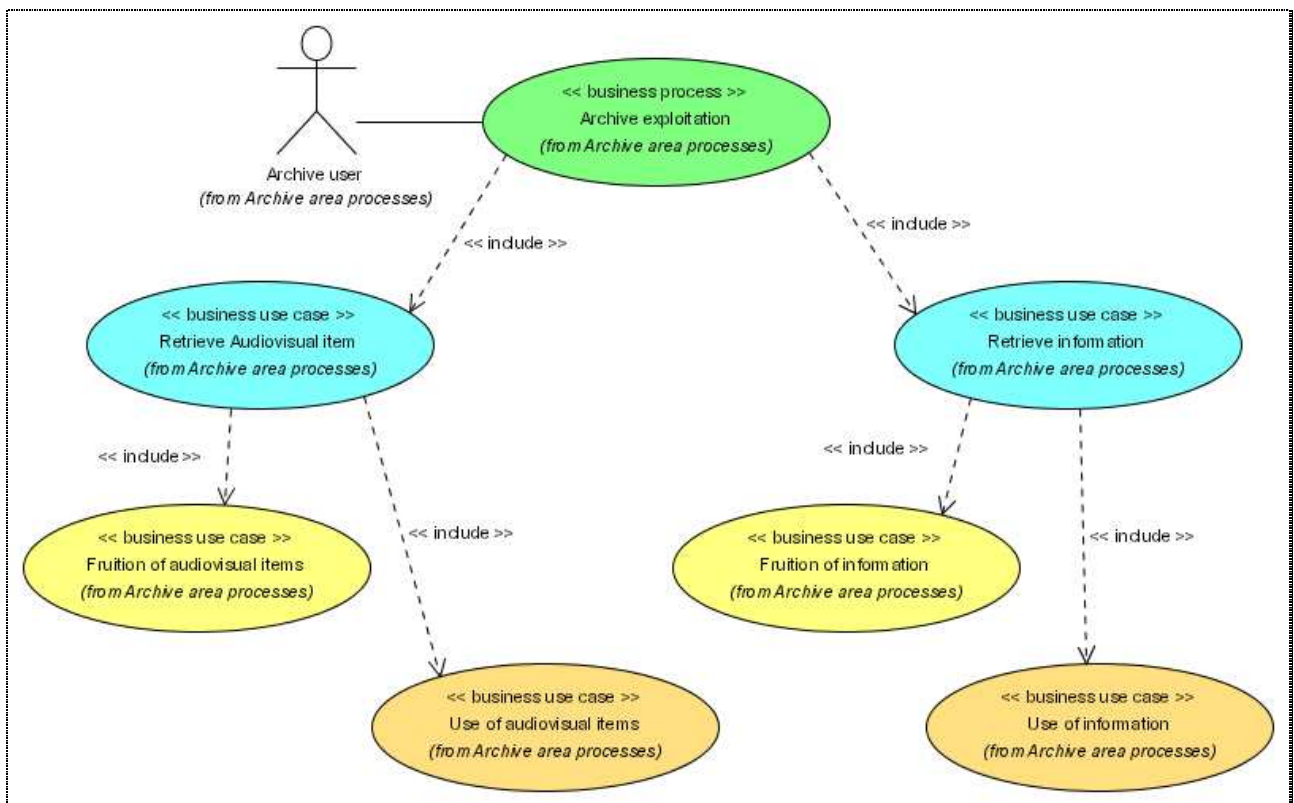 << business process >>
Archive exploitation
(from Archive area processes)
Archive user
(from Archive area processes)
<< include >>
<< include >>
<< business use case >>
Retrieve Audiovisual item
(from Archive area processes)
<< business use case >>
Retrieve information
(from Archive area processes)
<< include >>
<< include >>
<< include >>
<< include >>
<< business use case >>
Fruition of audiovisual items
(from Archive area processes)
<< business use case >>
Fruition of information
(from Archive area processes)
<< business use case >>
Use of audiovisual items
(from Archive area processes)
<< business use case >>
Use of information
(from Archive area processes)